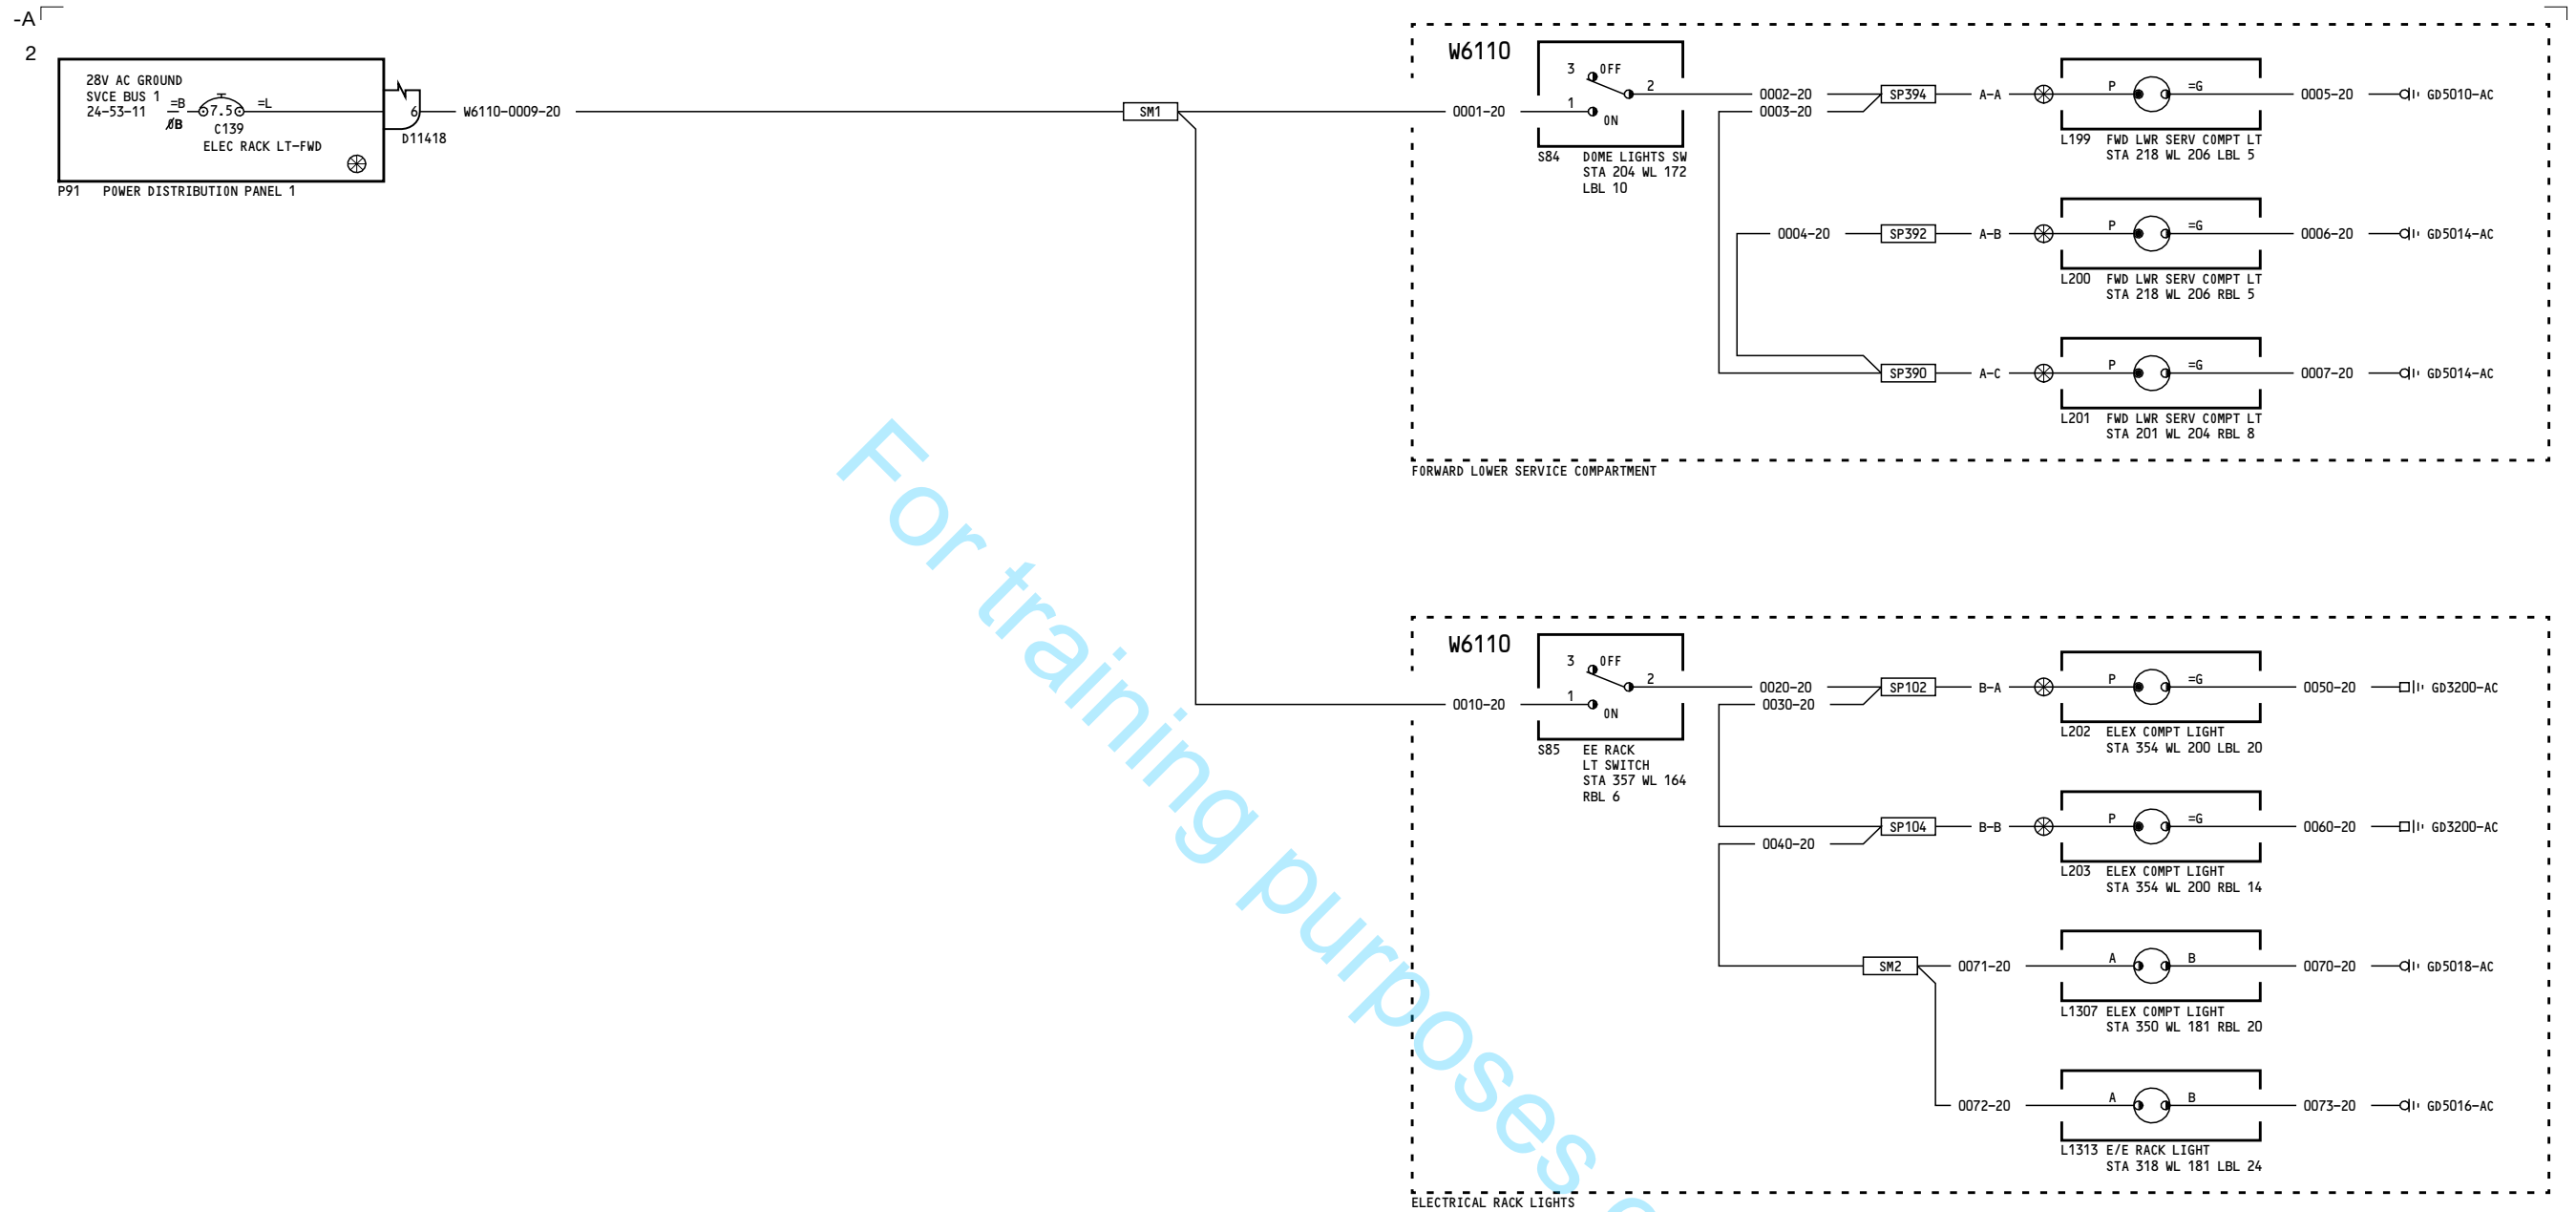 -A
2
28V AC GROUND
SVCE BUS 1
24-53-11
=B
ØB
7.5
=L
C139
ELEC RACK LT-FWD
6
D11418
P91 POWER DISTRIBUTION PANEL 1
W6110-0009-20
SM1
W6110
0001-20
3 OFF
2
1
ON
S84 DOME LIGHTS SW
STA 204 WL 172
LBL 10
0002-20
0003-20
SP394
A-A
P
=G
0005-20
GD5010-AC
L199 FWD LWR SERV COMPT LT
STA 218 WL 206 LBL 5
0004-20
SP392
A-B
P
=G
0006-20
GD5014-AC
L200 FWD LWR SERV COMPT LT
STA 218 WL 206 RBL 5
SP390
A-C
P
=G
0007-20
GD5014-AC
L201 FWD LWR SERV COMPT LT
STA 201 WL 204 RBL 8
FORWARD LOWER SERVICE COMPARTMENT
W6110
0010-20
3 OFF
2
1
ON
S85 EE RACK
LT SWITCH
STA 357 WL 164
RBL 6
0020-20
0030-20
SP102
B-A
P
=G
0050-20
GD3200-AC
L202 ELEX COMPT LIGHT
STA 354 WL 200 LBL 20
SP104
0040-20
B-B
P
=G
0060-20
GD3200-AC
L203 ELEX COMPT LIGHT
STA 354 WL 200 RBL 14
SM2
0071-20
A
B
0070-20
GD5018-AC
L1307 ELEX COMPT LIGHT
STA 350 WL 181 RBL 20
0072-20
A
B
0073-20
GD5016-AC
L1313 E/E RACK LIGHT
STA 318 WL 181 LBL 24
ELECTRICAL RACK LIGHTS
For training purposes